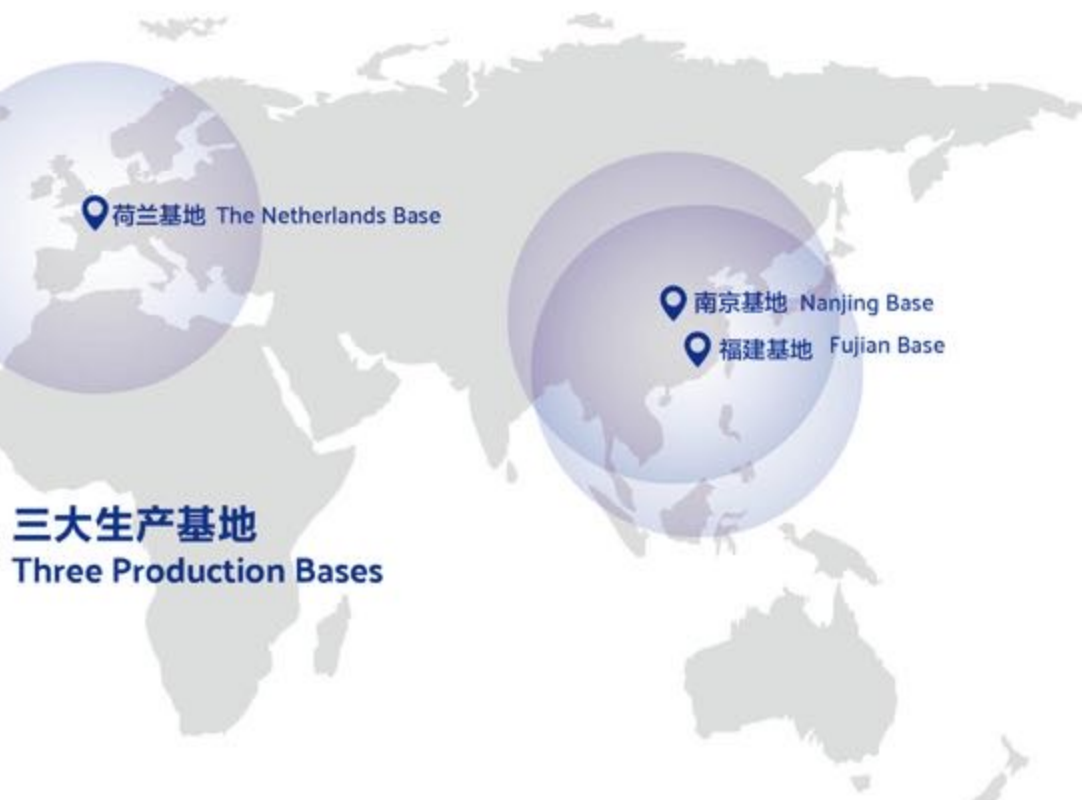 荷兰基地 The Netherlands Base
南京基地 Nanjing Base
福建基地 Fujian Base
三大生产基地
Three Production Bases